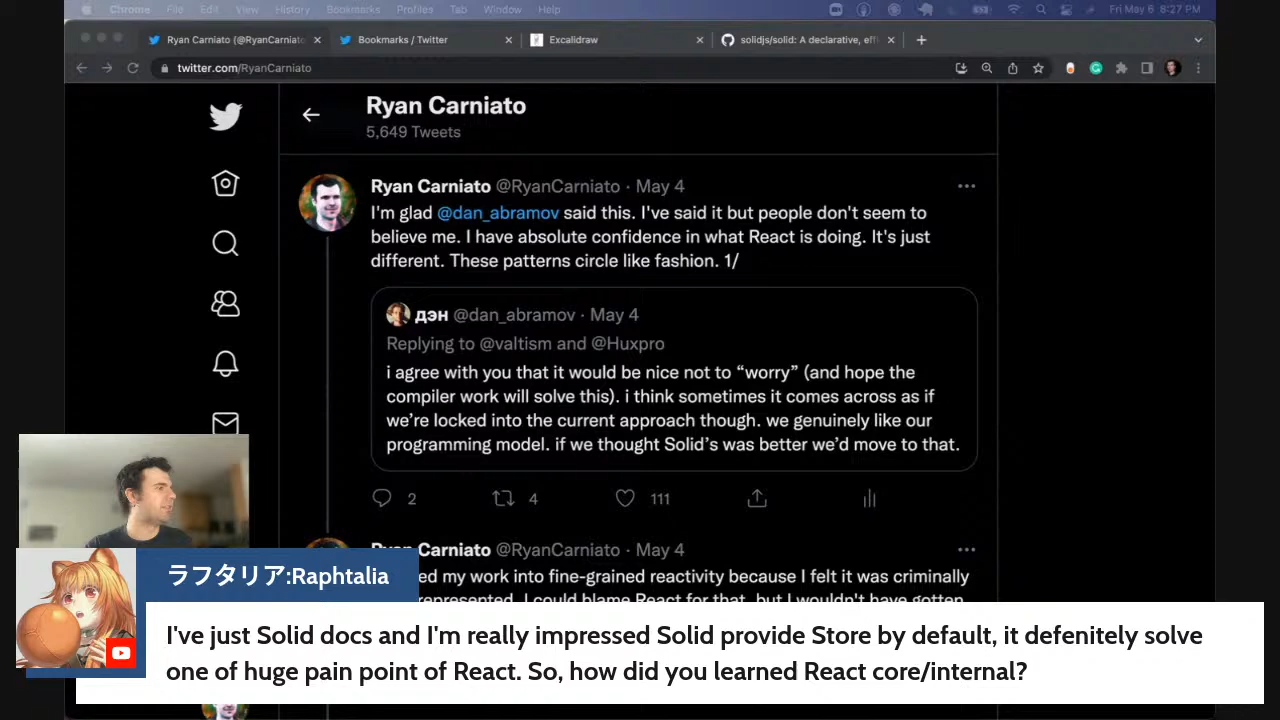 Chrome File Edit View History Bookmarks Profiles Tab Window Help Fri May 6 8:27 PM
Ryan Carniato (@RyanCarniato Bookmarks / Twitter Excalidraw solidjs/solid: A declarative, effi
twitter.com/RyanCarniato
Ryan Carniato
5,649 Tweets
Ryan Carniato @RyanCarniato · May 4
I'm glad @dan_abramov said this. I've said it but people don't seem to
believe me. I have absolute confidence in what React is doing. It's just
different. These patterns circle like fashion. 1/
дэн @dan_abramov · May 4
Replying to @valtism and @Huxpro
i agree with you that it would be nice not to “worry” (and hope the
compiler work will solve this). i think sometimes it comes across as if
we’re locked into the current approach though. we genuinely like our
programming model. if we thought Solid’s was better we’d move to that.
2 4 111
Ryan Carniato @RyanCarniato · May 4
my work into fine-grained reactivity because I felt it was criminally
I could blame React for that, but I wouldn't have gotten
ラフタリア:Raphtalia
I've just Solid docs and I'm really impressed Solid provide Store by default, it defenitely solve
one of huge pain point of React. So, how did you learned React core/internal?